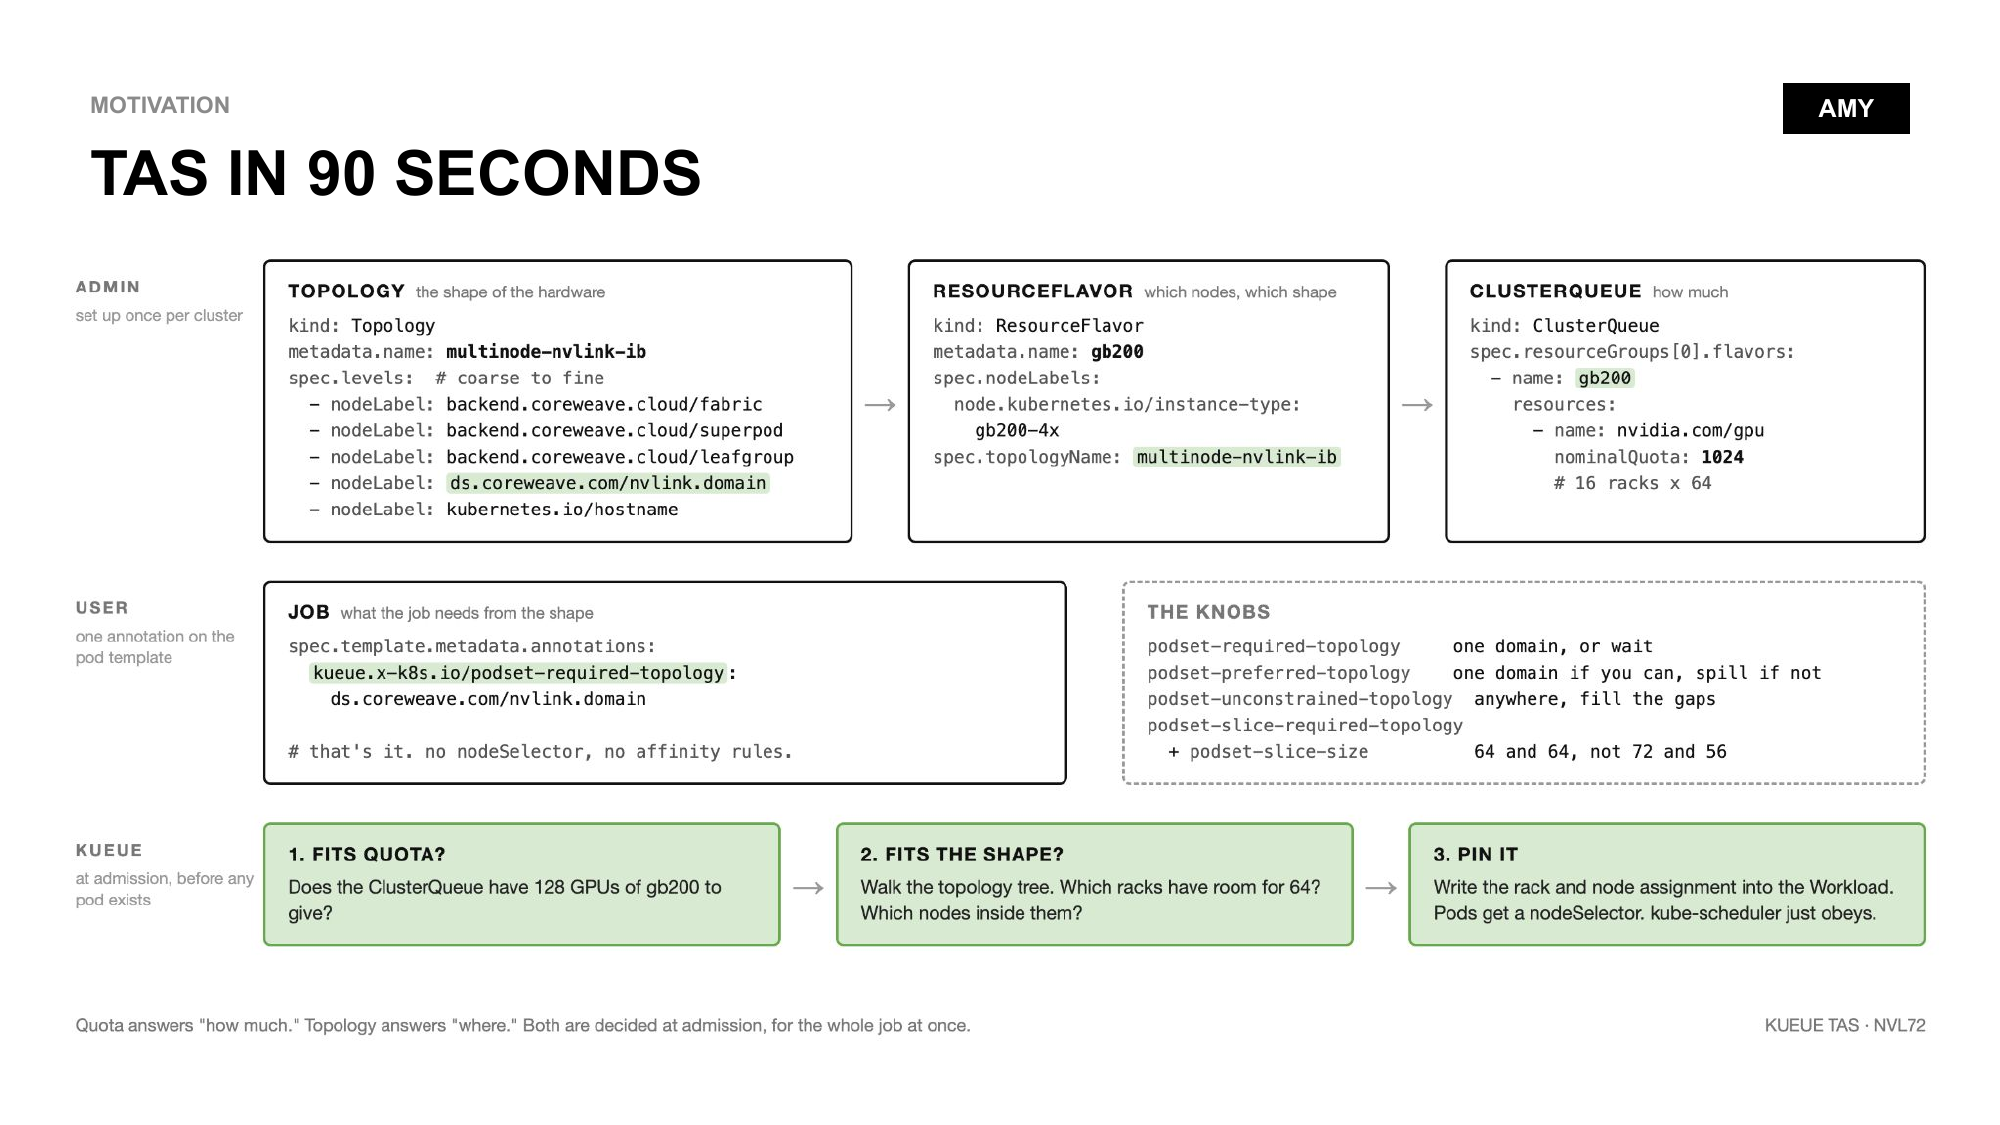 MOTIVATION
AMY
TAS IN 90 SECONDS
ADMIN
set up once per cluster
TOPOLOGY the shape of the hardware
kind: Topology
metadata.name: multinode-nvlink-ib
spec.levels:  # coarse to fine
  - nodeLabel: backend.coreweave.cloud/fabric
  - nodeLabel: backend.coreweave.cloud/superpod
  - nodeLabel: backend.coreweave.cloud/leafgroup
  - nodeLabel: ds.coreweave.com/nvlink.domain
  - nodeLabel: kubernetes.io/hostname
→
RESOURCEFLAVOR which nodes, which shape
kind: ResourceFlavor
metadata.name: gb200
spec.nodeLabels:
  node.kubernetes.io/instance-type:
    gb200-4x
spec.topologyName: multinode-nvlink-ib
→
CLUSTERQUEUE how much
kind: ClusterQueue
spec.resourceGroups[0].flavors:
  - name: gb200
    resources:
      - name: nvidia.com/gpu
        nominalQuota: 1024
        # 16 racks x 64
USER
one annotation on the
pod template
JOB what the job needs from the shape
spec.template.metadata.annotations:
  kueue.x-k8s.io/podset-required-topology:
    ds.coreweave.com/nvlink.domain
# that's it. no nodeSelector, no affinity rules.
THE KNOBS
podset-required-topology     one domain, or wait
podset-preferred-topology    one domain if you can, spill if not
podset-unconstrained-topology  anywhere, fill the gaps
podset-slice-required-topology
  + podset-slice-size          64 and 64, not 72 and 56
KUEUE
at admission, before any
pod exists
1. FITS QUOTA?
Does the ClusterQueue have 128 GPUs of gb200 to
give?
→
2. FITS THE SHAPE?
Walk the topology tree. Which racks have room for 64?
Which nodes inside them?
→
3. PIN IT
Write the rack and node assignment into the Workload.
Pods get a nodeSelector. kube-scheduler just obeys.
Quota answers "how much." Topology answers "where." Both are decided at admission, for the whole job at once.
KUEUE TAS · NVL72